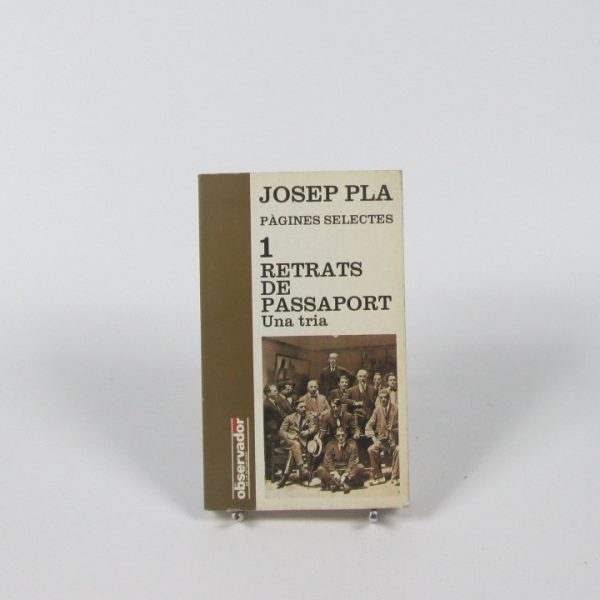 JOSEP PLA
PÀGINES SELECTES
1
RETRATS
DE
PASSAPORT
Una tria
observador